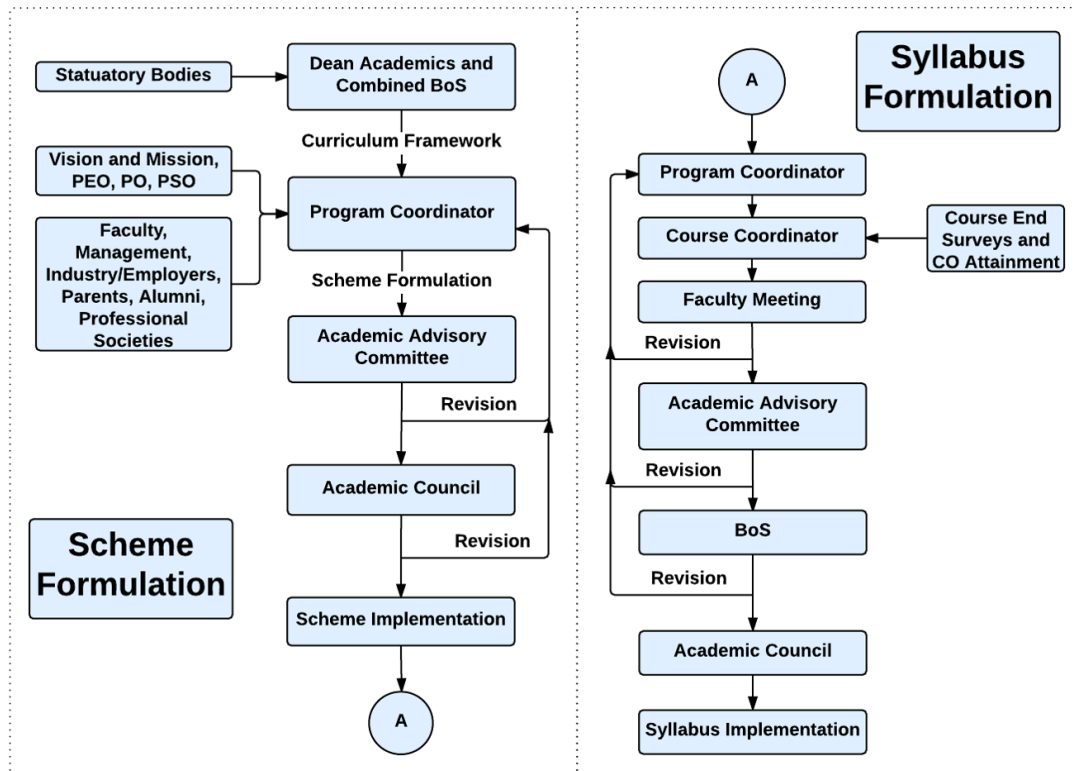 Statuatory Bodies
Dean Academics and
Combined BoS
Curriculum Framework
Vision and Mission,
PEO, PO, PSO
Program Coordinator
Faculty,
Management,
Industry/Employers,
Parents, Alumni,
Professional
Societies
Scheme Formulation
Academic Advisory
Committee
Revision
Academic Council
Revision
Scheme
Formulation
Scheme Implementation
A
Syllabus
Formulation
A
Program Coordinator
Course Coordinator
Course End
Surveys and
CO Attainment
Faculty Meeting
Revision
Academic Advisory
Committee
Revision
BoS
Revision
Academic Council
Syllabus Implementation